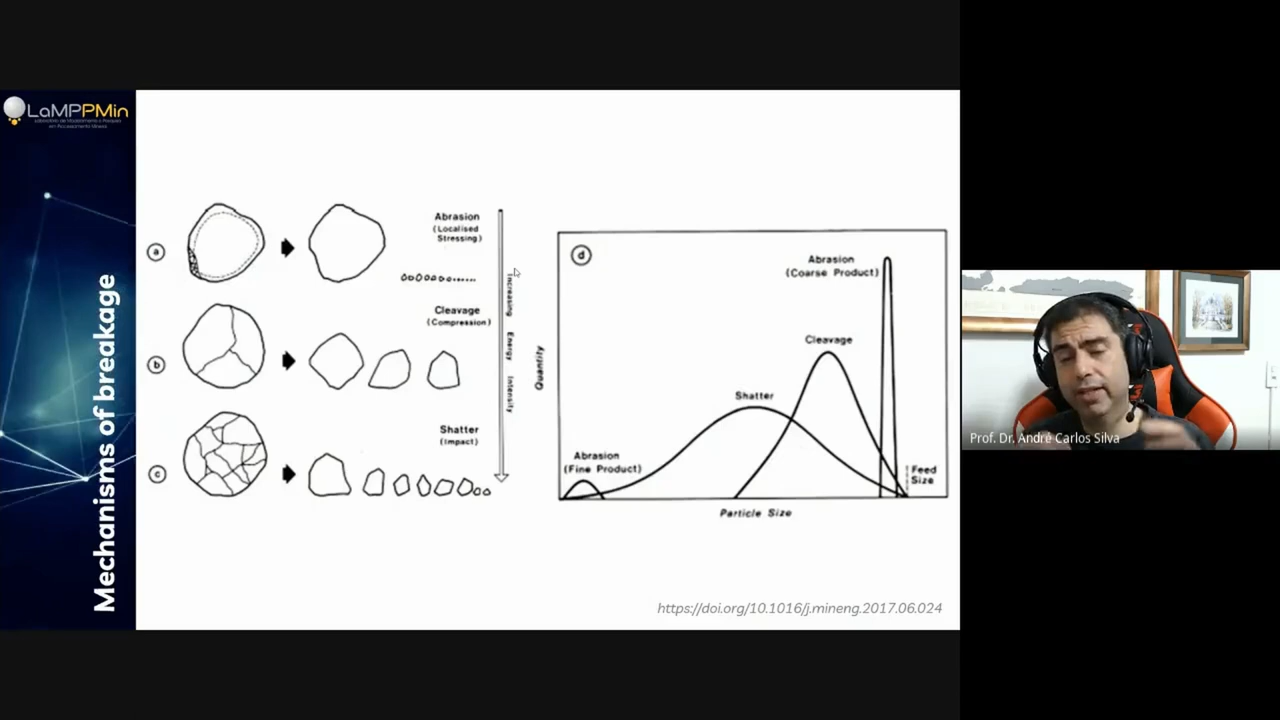 LaMPPMin
Mechanisms of breakage
a
Abrasion
(Localised
Stressing)
b
Cleavage
(Compression)
c
Shatter
(Impact)
Increasing Energy Intensity
d
Abrasion
(Coarse Product)
Cleavage
Shatter
Abrasion
(Fine Product)
Feed
Size
Quantity
Particle Size
https://doi.org/10.1016/j.mineng.2017.06.024
Prof. Dr. André Carlos Silva